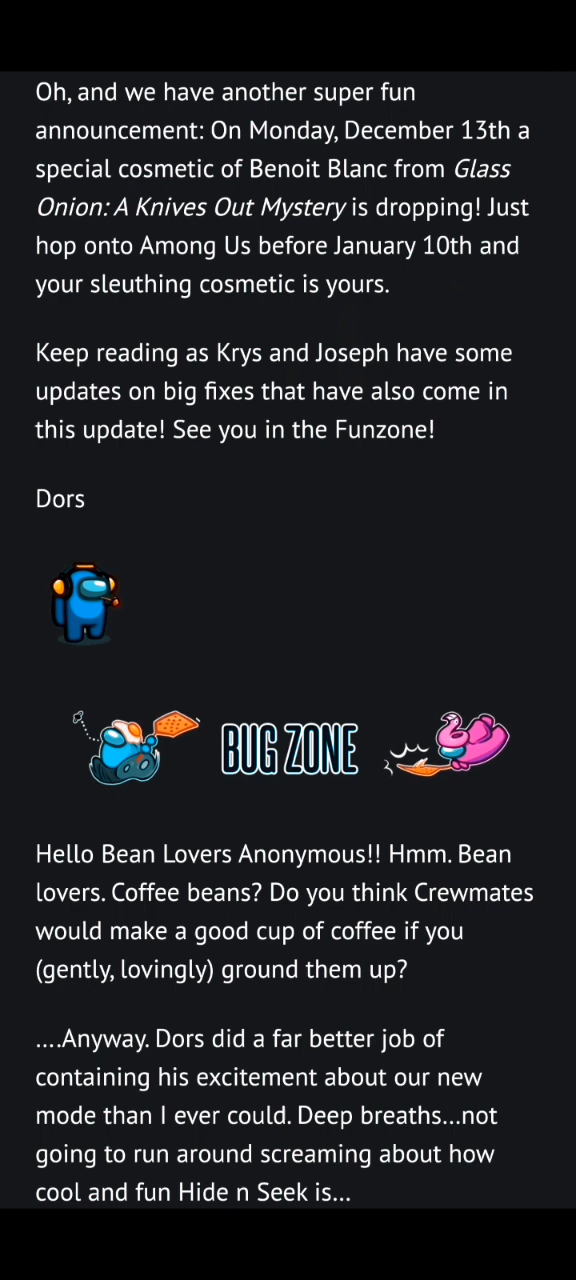 Oh, and we have another super fun
announcement: On Monday, December 13th a
special cosmetic of Benoit Blanc from Glass
Onion: A Knives Out Mystery is dropping! Just
hop onto Among Us before January 10th and
your sleuthing cosmetic is yours.
Keep reading as Krys and Joseph have some
updates on big fixes that have also come in
this update! See you in the Funzone!
Dors
BUG ZONE
Hello Bean Lovers Anonymous!! Hmm. Bean
lovers. Coffee beans? Do you think Crewmates
would make a good cup of coffee if you
(gently, lovingly) ground them up?
....Anyway. Dors did a far better job of
containing his excitement about our new
mode than I ever could. Deep breaths...not
going to run around screaming about how
cool and fun Hide n Seek is...